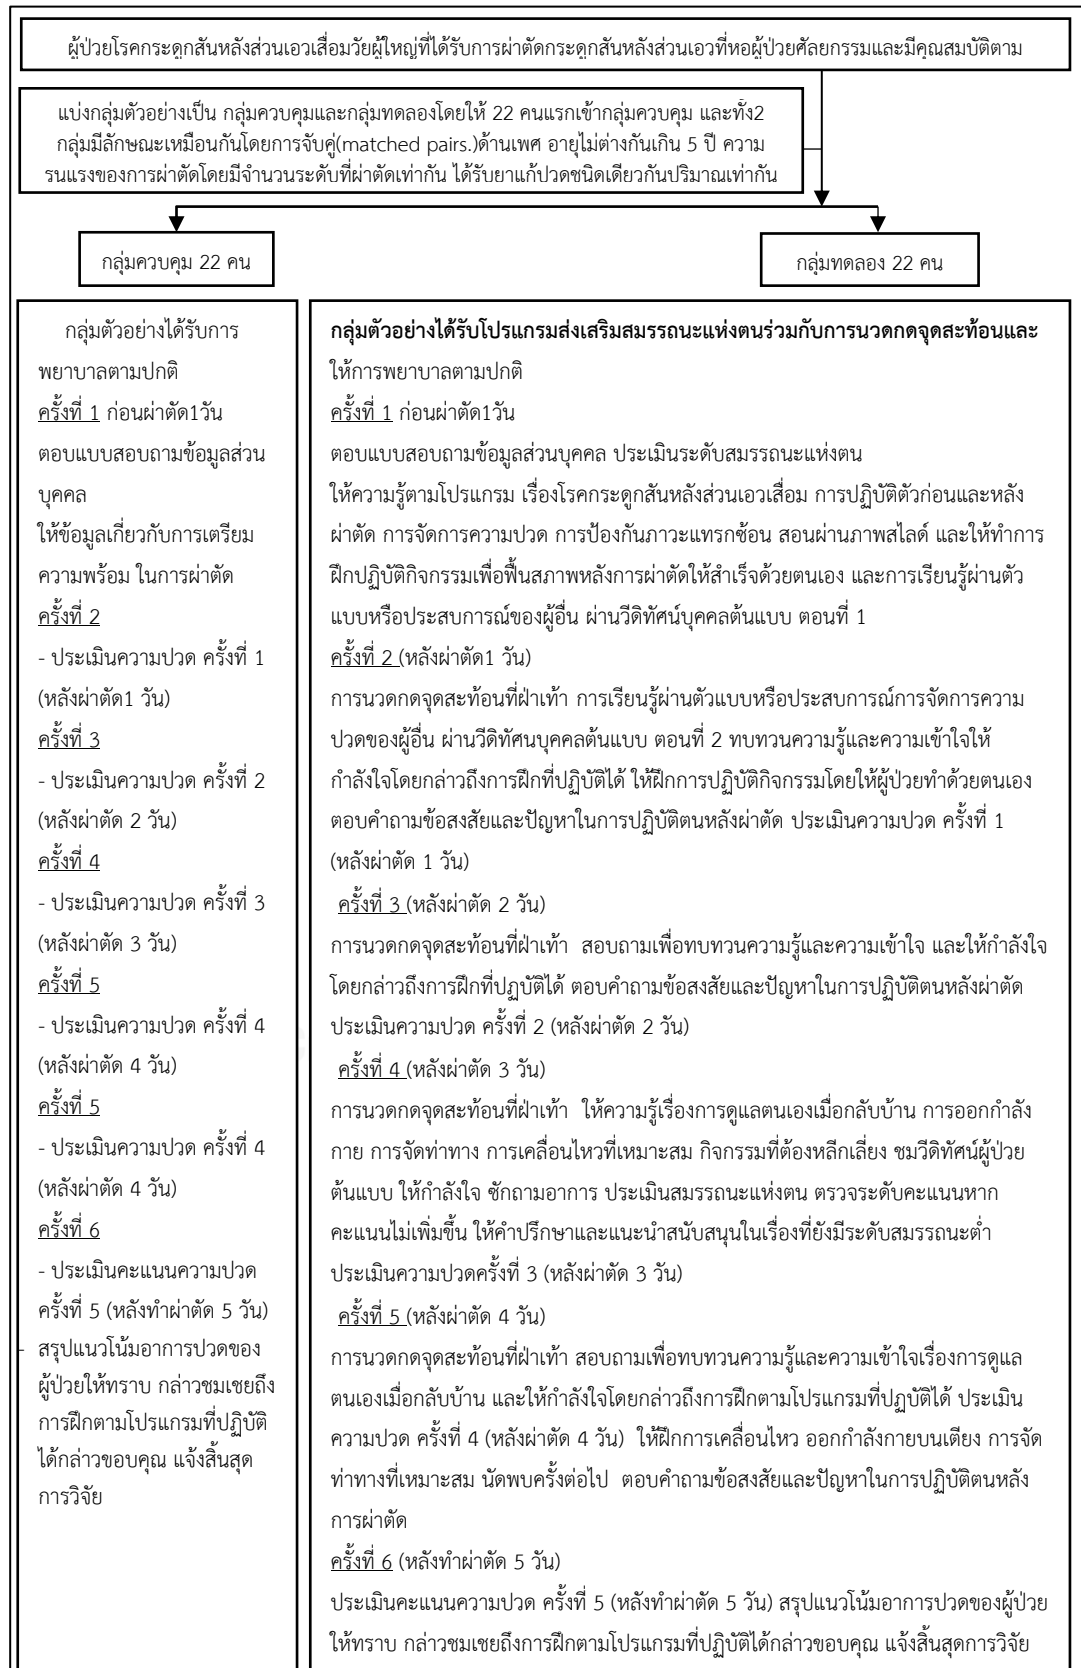 ผู้ป่วยโรคกระดูกสันหลังส่วนเอวเสื่อมวัยผู้ใหญ่ที่ได้รับการผ่าตัดกระดูกสันหลังส่วนเอวที่หอผู้ป่วยศัลยกรรมและมีคุณสมบัติตาม
แบ่งกลุ่มตัวอย่างเป็น กลุ่มควบคุมและกลุ่มทดลองโดยให้ 22 คนแรกเข้ากลุ่มควบคุม และทั้ง2
กลุ่มมีลักษณะเหมือนกันโดยการจับคู่(matched pairs.)ด้านเพศ อายุไม่ต่างกันเกิน 5 ปี ความ
รุนแรงของการผ่าตัดโดยมีจำนวนระดับที่ผ่าตัดเท่ากัน ได้รับยาแก้ปวดชนิดเดียวกันปริมาณเท่ากัน
กลุ่มควบคุม 22 คน
กลุ่มทดลอง 22 คน
กลุ่มตัวอย่างได้รับการ
พยาบาลตามปกติ
ครั้งที่ 1 ก่อนผ่าตัด1วัน
ตอบแบบสอบถามข้อมูลส่วน
บุคคล
ให้ข้อมูลเกี่ยวกับการเตรียม
ความพร้อม ในการผ่าตัด
ครั้งที่ 2
- ประเมินความปวด ครั้งที่ 1
(หลังผ่าตัด1 วัน)
ครั้งที่ 3
- ประเมินความปวด ครั้งที่ 2
(หลังผ่าตัด 2 วัน)
ครั้งที่ 4
- ประเมินความปวด ครั้งที่ 3
(หลังผ่าตัด 3 วัน)
ครั้งที่ 5
- ประเมินความปวด ครั้งที่ 4
(หลังผ่าตัด 4 วัน)
ครั้งที่ 5
- ประเมินความปวด ครั้งที่ 4
(หลังผ่าตัด 4 วัน)
ครั้งที่ 6
- ประเมินคะแนนความปวด
ครั้งที่ 5 (หลังทำผ่าตัด 5 วัน)
- สรุปแนวโน้มอาการปวดของ
ผู้ป่วยให้ทราบ กล่าวชมเชยถึง
การฝึกตามโปรแกรมที่ปฏิบัติ
ได้กล่าวขอบคุณ แจ้งสิ้นสุด
การวิจัย
กลุ่มตัวอย่างได้รับโปรแกรมส่งเสริมสมรรถนะแห่งตนร่วมกับการนวดกดจุดสะท้อนและ
ให้การพยาบาลตามปกติ
ครั้งที่ 1 ก่อนผ่าตัด1วัน
ตอบแบบสอบถามข้อมูลส่วนบุคคล ประเมินระดับสมรรถนะแห่งตน
ให้ความรู้ตามโปรแกรม เรื่องโรคกระดูกสันหลังส่วนเอวเสื่อม การปฏิบัติตัวก่อนและหลัง
ผ่าตัด การจัดการความปวด การป้องกันภาวะแทรกซ้อน สอนผ่านภาพสไลด์ และให้ทำการ
ฝึกปฏิบัติกิจกรรมเพื่อฟื้นสภาพหลังการผ่าตัดให้สำเร็จด้วยตนเอง และการเรียนรู้ผ่านตัว
แบบหรือประสบการณ์ของผู้อื่น ผ่านวีดิทัศน์บุคคลต้นแบบ ตอนที่ 1
ครั้งที่ 2 (หลังผ่าตัด1 วัน)
การนวดกดจุดสะท้อนที่ฝ่าเท้า การเรียนรู้ผ่านตัวแบบหรือประสบการณ์การจัดการความ
ปวดของผู้อื่น ผ่านวีดิทัศนบุคคลต้นแบบ ตอนที่ 2 ทบทวนความรู้และความเข้าใจให้
กำลังใจโดยกล่าวถึงการฝึกที่ปฏิบัติได้ ให้ฝึกการปฏิบัติกิจกรรมโดยให้ผู้ป่วยทำด้วยตนเอง
ตอบคำถามข้อสงสัยและปัญหาในการปฏิบัติตนหลังผ่าตัด ประเมินความปวด ครั้งที่ 1
(หลังผ่าตัด 1 วัน)
ครั้งที่ 3 (หลังผ่าตัด 2 วัน)
การนวดกดจุดสะท้อนที่ฝ่าเท้า สอบถามเพื่อทบทวนความรู้และความเข้าใจ และให้กำลังใจ
โดยกล่าวถึงการฝึกที่ปฏบัติได้ ตอบคำถามข้อสงสัยและปัญหาในการปฏิบัติตนหลังผ่าตัด
ประเมินความปวด ครั้งที่ 2 (หลังผ่าตัด 2 วัน)
ครั้งที่ 4 (หลังผ่าตัด 3 วัน)
การนวดกดจุดสะท้อนที่ฝ่าเท้า ให้ความรู้เรื่องการดูแลตนเองเมื่อกลับบ้าน การออกกำลัง
กาย การจัดท่าทาง การเคลื่อนไหวที่เหมาะสม กิจกรรมที่ต้องหลีกเลี่ยง ชมวีดิทัศน์ผู้ป่วย
ต้นแบบ ให้กำลังใจ ซักถามอาการ ประเมินสมรรถนะแห่งตน ตรวจระดับคะแนนหาก
คะแนนไม่เพิ่มขึ้น ให้คำปรึกษาและแนะนำสนับสนุนในเรื่องที่ยังมีระดับสมรรถนะต่ำ
ประเมินความปวดครั้งที่ 3 (หลังผ่าตัด 3 วัน)
ครั้งที่ 5 (หลังผ่าตัด 4 วัน)
การนวดกดจุดสะท้อนที่ฝ่าเท้า สอบถามเพื่อทบทวนความรู้และความเข้าใจเรื่องการดูแล
ตนเองเมื่อกลับบ้าน และให้กำลังใจโดยกล่าวถึงการฝึกตามโปรแกรมที่ปฏบัติได้ ประเมิน
ความปวด ครั้งที่ 4 (หลังผ่าตัด 4 วัน) ให้ฝึกการเคลื่อนไหว ออกกำลังกายบนเตียง การจัด
ท่าทางที่เหมาะสม นัดพบครั้งต่อไป ตอบคำถามข้อสงสัยและปัญหาในการปฏิบัติตนหลัง
การผ่าตัด
ครั้งที่ 6 (หลังทำผ่าตัด 5 วัน)
ประเมินคะแนนความปวด ครั้งที่ 5 (หลังทำผ่าตัด 5 วัน) สรุปแนวโน้มอาการปวดของผู้ป่วย
ให้ทราบ กล่าวชมเชยถึงการฝึกตามโปรแกรมที่ปฏิบัติได้กล่าวขอบคุณ แจ้งสิ้นสุดการวิจัย